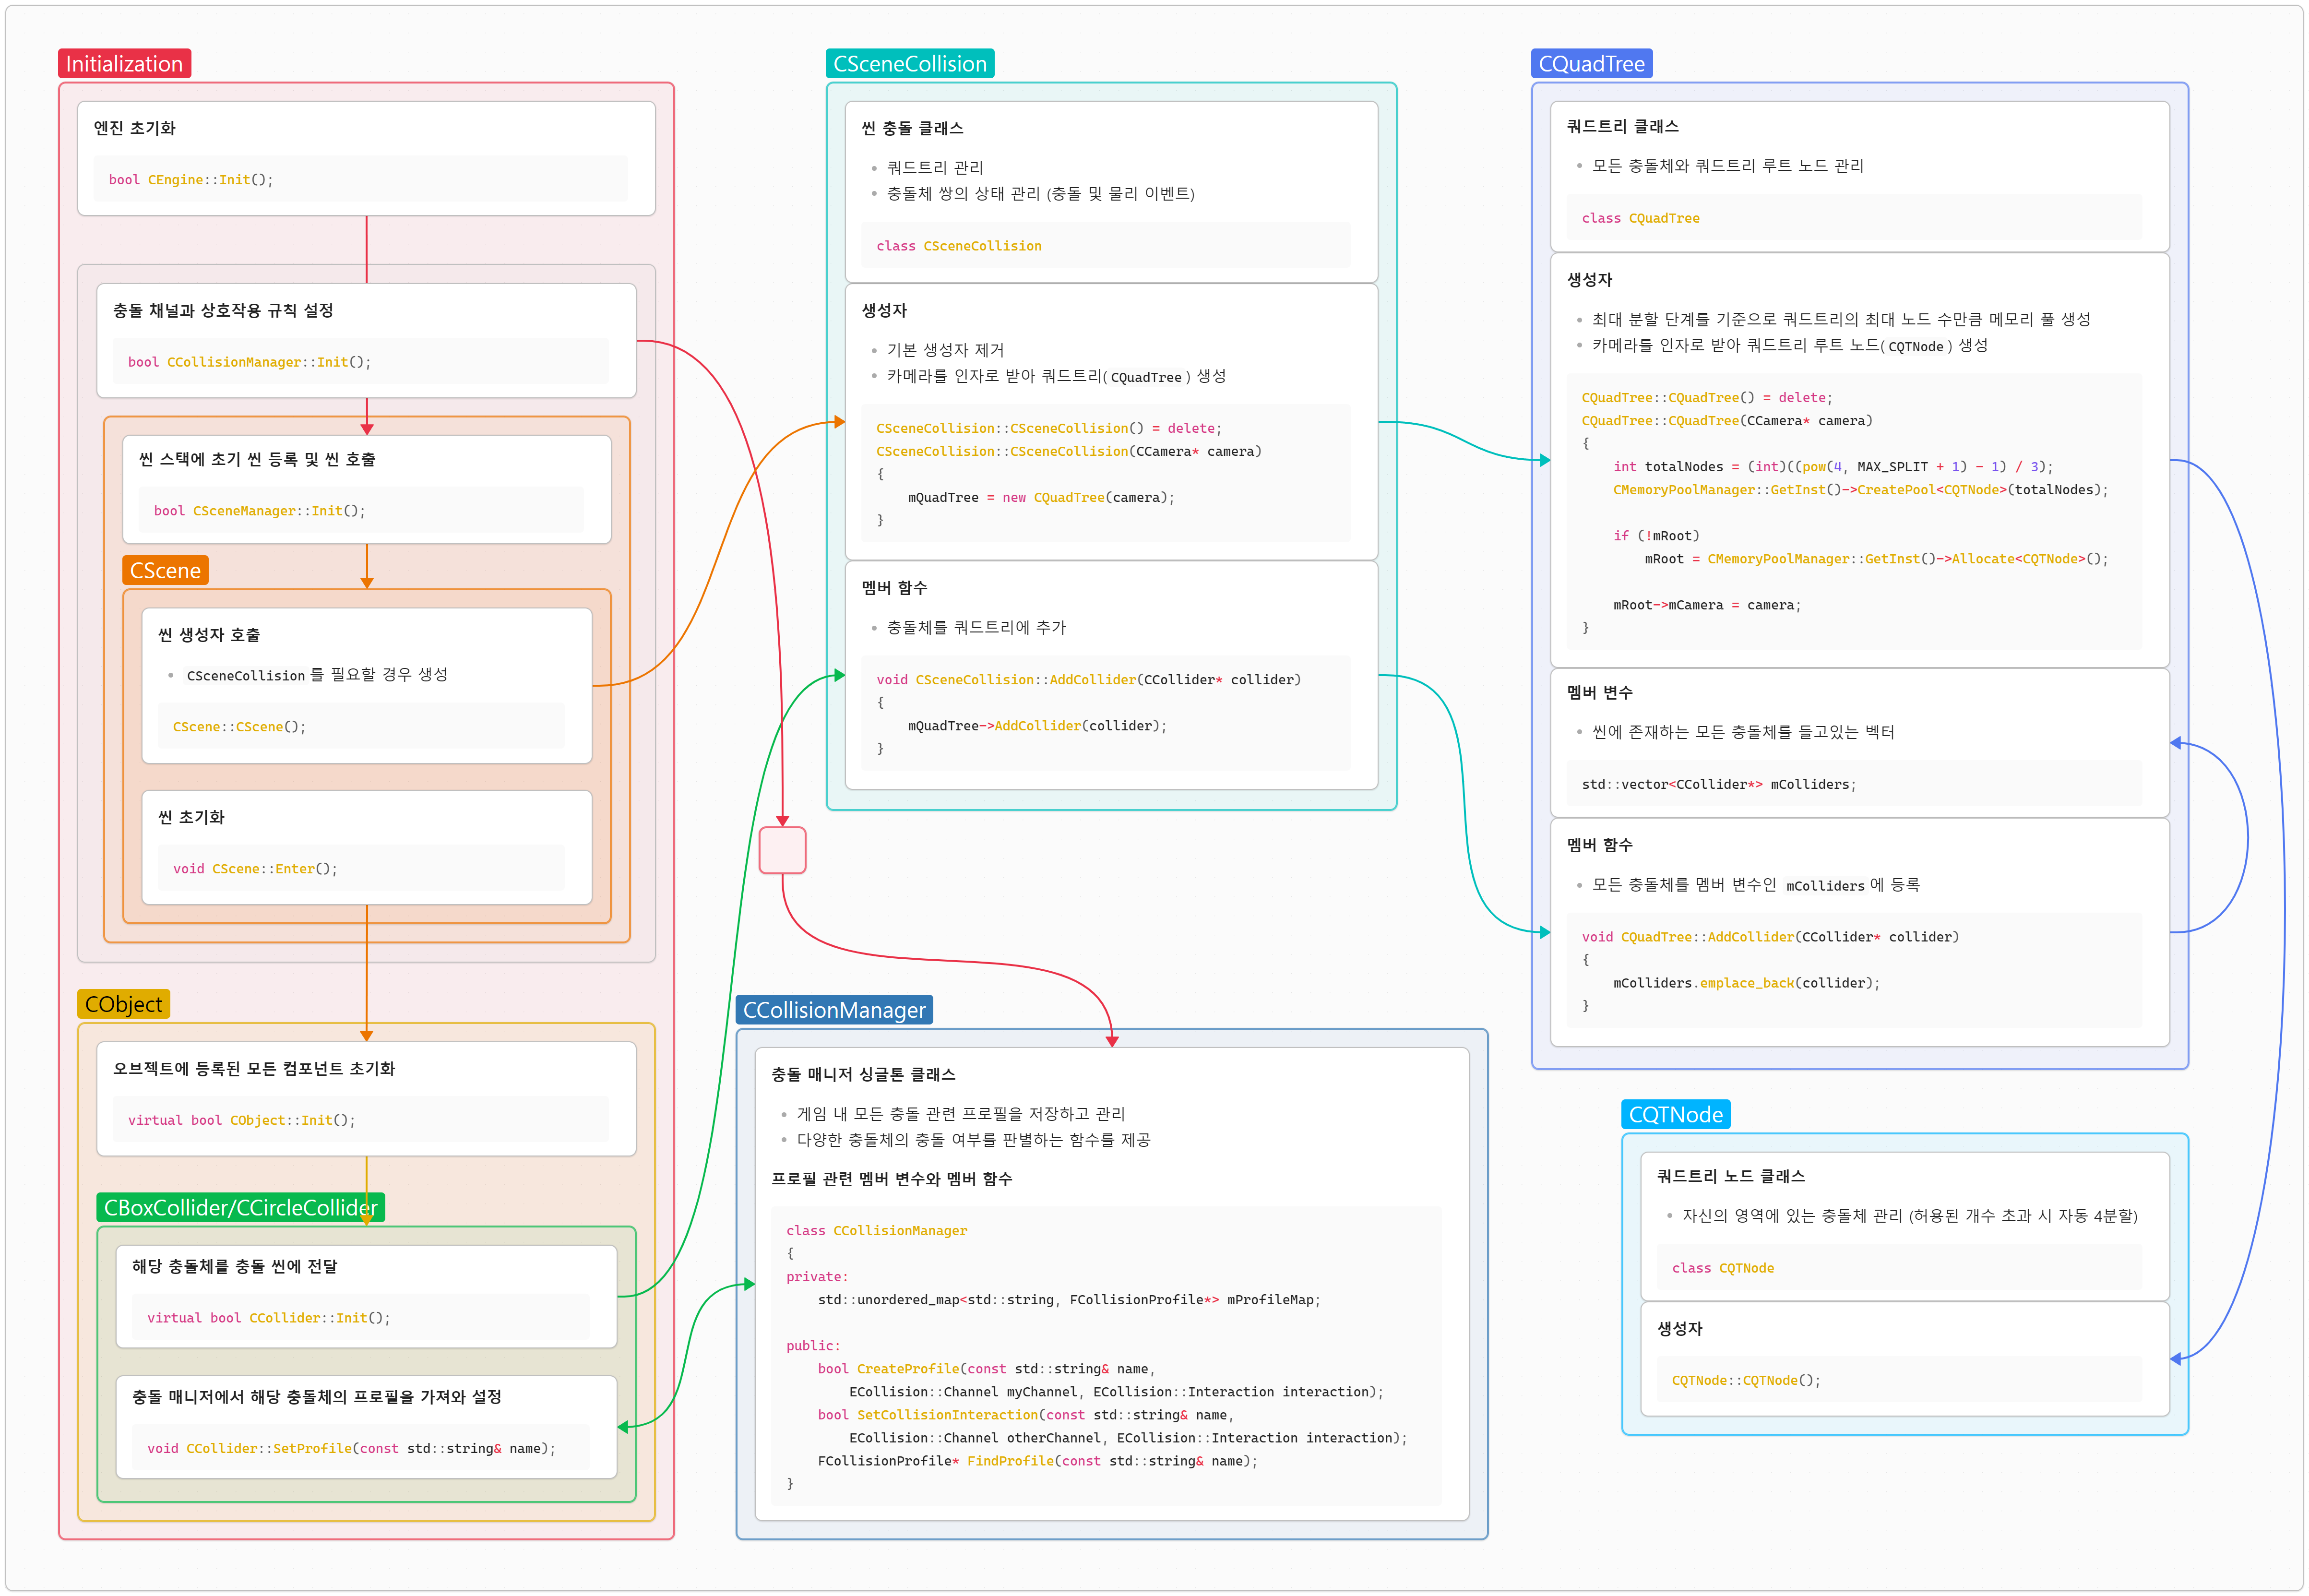 Initialization
엔진 초기화
bool CEngine::Init();
충돌 채널과 상호작용 규칙 설정
bool CCollisionManager::Init();
씬 스택에 초기 씬 등록 및 씬 호출
bool CSceneManager::Init();
CScene
씬 생성자 호출
CSceneCollision 를 필요할 경우 생성
CScene::CScene();
씬 초기화
void CScene::Enter();
CObject
오브젝트에 등록된 모든 컴포넌트 초기화
virtual bool CObject::Init();
CBoxCollider/CCircleCollider
해당 충돌체를 충돌 씬에 전달
virtual bool CCollider::Init();
충돌 매니저에서 해당 충돌체의 프로필을 가져와 설정
void CCollider::SetProfile(const std::string& name);
CSceneCollision
씬 충돌 클래스
쿼드트리 관리
충돌체 쌍의 상태 관리 (충돌 및 물리 이벤트)
class CSceneCollision
생성자
기본 생성자 제거
카메라를 인자로 받아 쿼드트리( CQuadTree ) 생성
CSceneCollision::CSceneCollision() = delete;
CSceneCollision::CSceneCollision(CCamera* camera)
{
    mQuadTree = new CQuadTree(camera);
}
멤버 함수
충돌체를 쿼드트리에 추가
void CSceneCollision::AddCollider(CCollider* collider)
{
    mQuadTree->AddCollider(collider);
}
CCollisionManager
충돌 매니저 싱글톤 클래스
게임 내 모든 충돌 관련 프로필을 저장하고 관리
다양한 충돌체의 충돌 여부를 판별하는 함수를 제공
프로필 관련 멤버 변수와 멤버 함수
class CCollisionManager
{
private:
    std::unordered_map<std::string, FCollisionProfile*> mProfileMap;
public:
    bool CreateProfile(const std::string& name,
        ECollision::Channel myChannel, ECollision::Interaction interaction);
    bool SetCollisionInteraction(const std::string& name,
        ECollision::Channel otherChannel, ECollision::Interaction interaction);
    FCollisionProfile* FindProfile(const std::string& name);
}
CQuadTree
쿼드트리 클래스
모든 충돌체와 쿼드트리 루트 노드 관리
class CQuadTree
생성자
최대 분할 단계를 기준으로 쿼드트리의 최대 노드 수만큼 메모리 풀 생성
카메라를 인자로 받아 쿼드트리 루트 노드( CQTNode ) 생성
CQuadTree::CQuadTree() = delete;
CQuadTree::CQuadTree(CCamera* camera)
{
    int totalNodes = (int)((pow(4, MAX_SPLIT + 1) - 1) / 3);
    CMemoryPoolManager::GetInst()->CreatePool<CQTNode>(totalNodes);
    if (!mRoot)
        mRoot = CMemoryPoolManager::GetInst()->Allocate<CQTNode>();
    mRoot->mCamera = camera;
}
멤버 변수
씬에 존재하는 모든 충돌체를 들고있는 벡터
std::vector<CCollider*> mColliders;
멤버 함수
모든 충돌체를 멤버 변수인 mColliders 에 등록
void CQuadTree::AddCollider(CCollider* collider)
{
    mColliders.emplace_back(collider);
}
CQTNode
쿼드트리 노드 클래스
자신의 영역에 있는 충돌체 관리 (허용된 개수 초과 시 자동 4분할)
class CQTNode
생성자
CQTNode::CQTNode();